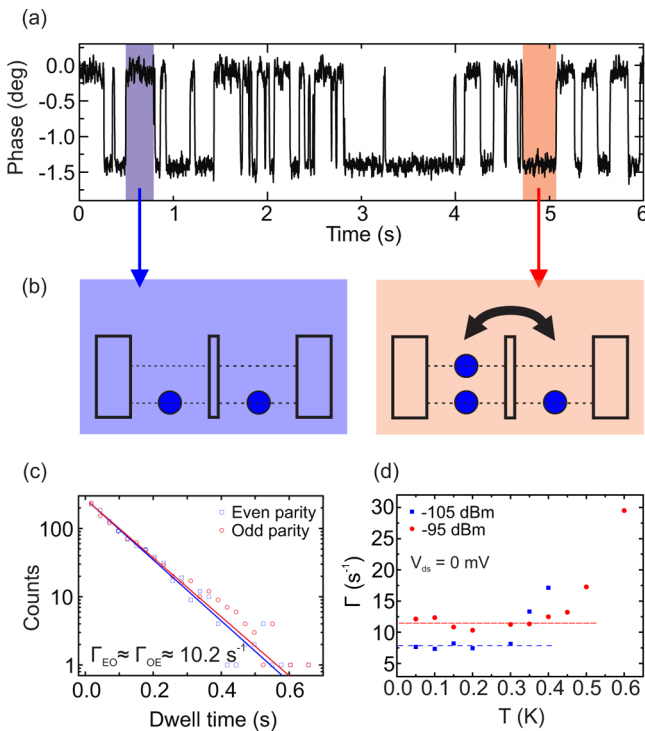 (a)
0.0
-0.5
-1.0
-1.5
Phase (deg)
0 1 2 3 4 5 6
Time (s)
(b)
(c)
100
10
1
Counts
Even parity
Odd parity
Γ_EO ≈ Γ_OE ≈ 10.2 s⁻¹
0.0 0.2 0.4 0.6
Dwell time (s)
(d)
30
25
20
15
10
5
Γ (s⁻¹)
-105 dBm
-95 dBm
V_ds = 0 mV
0.0 0.1 0.2 0.3 0.4 0.5 0.6
T (K)